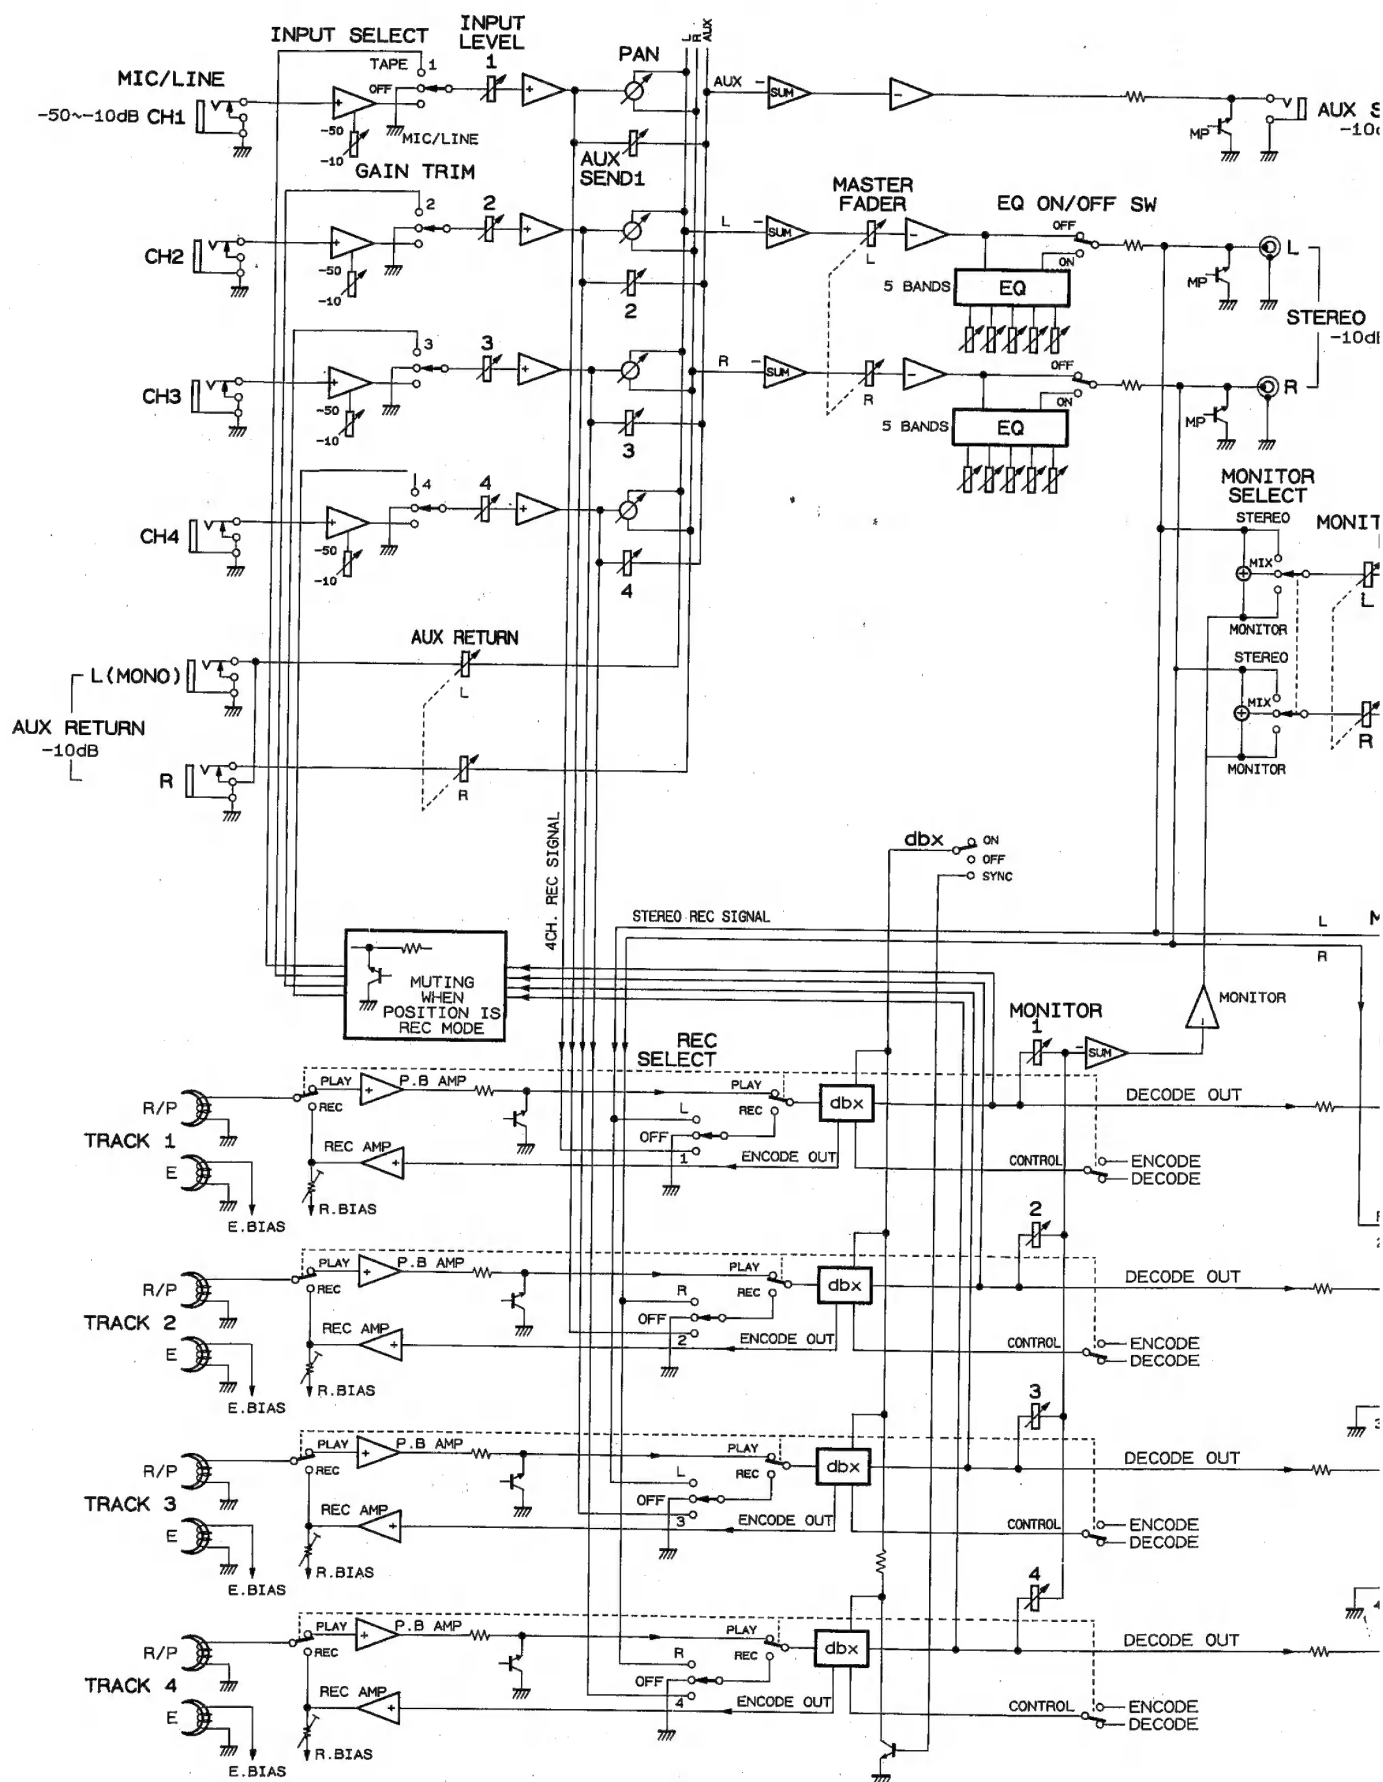 INPUT SELECT
INPUT
LEVEL
1
PAN
L
R
AUX
TAPE
1
OFF
MIC/LINE
-50~-10dB CH1
-50
-10
MIC/LINE
GAIN TRIM
AUX
SEND1
AUX
SUM
MP
AUX S
-10
MASTER
FADER
EQ ON/OFF SW
2
2
CH2
-50
-10
2
L
SUM
L
OFF
ON
5 BANDS
EQ
MP
L
STEREO
-10dB
3
3
CH3
-50
-10
3
R
SUM
R
OFF
ON
5 BANDS
EQ
MP
R
4
4
CH4
-50
-10
4
MONITOR
SELECT
STEREO
MONIT
MIX
L
MONITOR
STEREO
MIX
R
MONITOR
AUX RETURN
L(MONO)
L
AUX RETURN
-10dB
R
R
4CH. REC SIGNAL
dbx
ON
OFF
SYNC
STEREO REC SIGNAL
L
R
M
MUTING
WHEN
POSITION IS
REC MODE
MONITOR
MONITOR
1
SUM
REC
SELECT
R/P
TRACK 1
E
E.BIAS
PLAY
REC
P.B AMP
REC AMP
R.BIAS
PLAY
REC
L
OFF
1
dbx
ENCODE OUT
DECODE OUT
CONTROL
ENCODE
DECODE
2
R/P
TRACK 2
E
E.BIAS
PLAY
REC
P.B AMP
REC AMP
R.BIAS
PLAY
REC
R
OFF
2
dbx
ENCODE OUT
DECODE OUT
CONTROL
ENCODE
DECODE
3
R/P
TRACK 3
E
E.BIAS
PLAY
REC
P.B AMP
REC AMP
R.BIAS
PLAY
REC
L
OFF
3
dbx
ENCODE OUT
DECODE OUT
CONTROL
ENCODE
DECODE
4
R/P
TRACK 4
E
E.BIAS
PLAY
REC
P.B AMP
REC AMP
R.BIAS
PLAY
REC
R
OFF
4
dbx
ENCODE OUT
DECODE OUT
CONTROL
ENCODE
DECODE